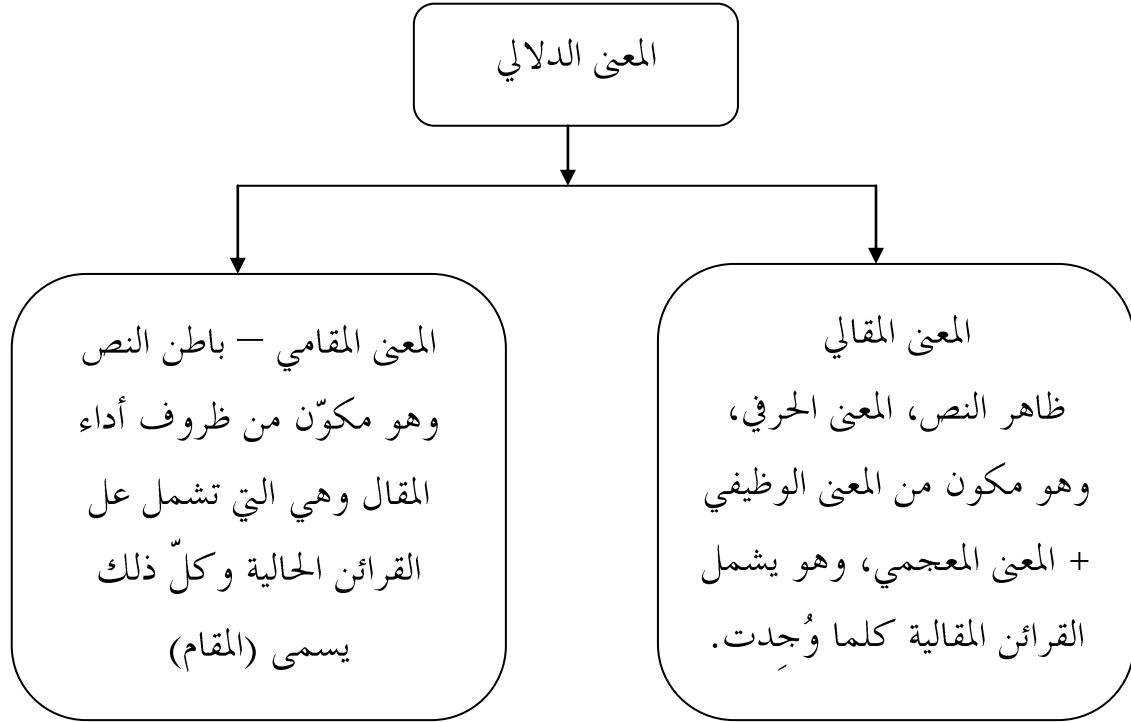 المعنى الدلالي
المعنى المقالي
ظاهر النص، المعنى الحرفي،
وهو مكون من المعنى الوظيفي
+ المعنى المعجمي، وهو يشمل
القرائن المقالية كلما وُجِدت.
المعنى المقامي – باطن النص
وهو مكوّن من ظروف أداء
المقال وهي التي تشمل عل
القرائن الحالية وكلّ ذلك
يسمى (المقام)